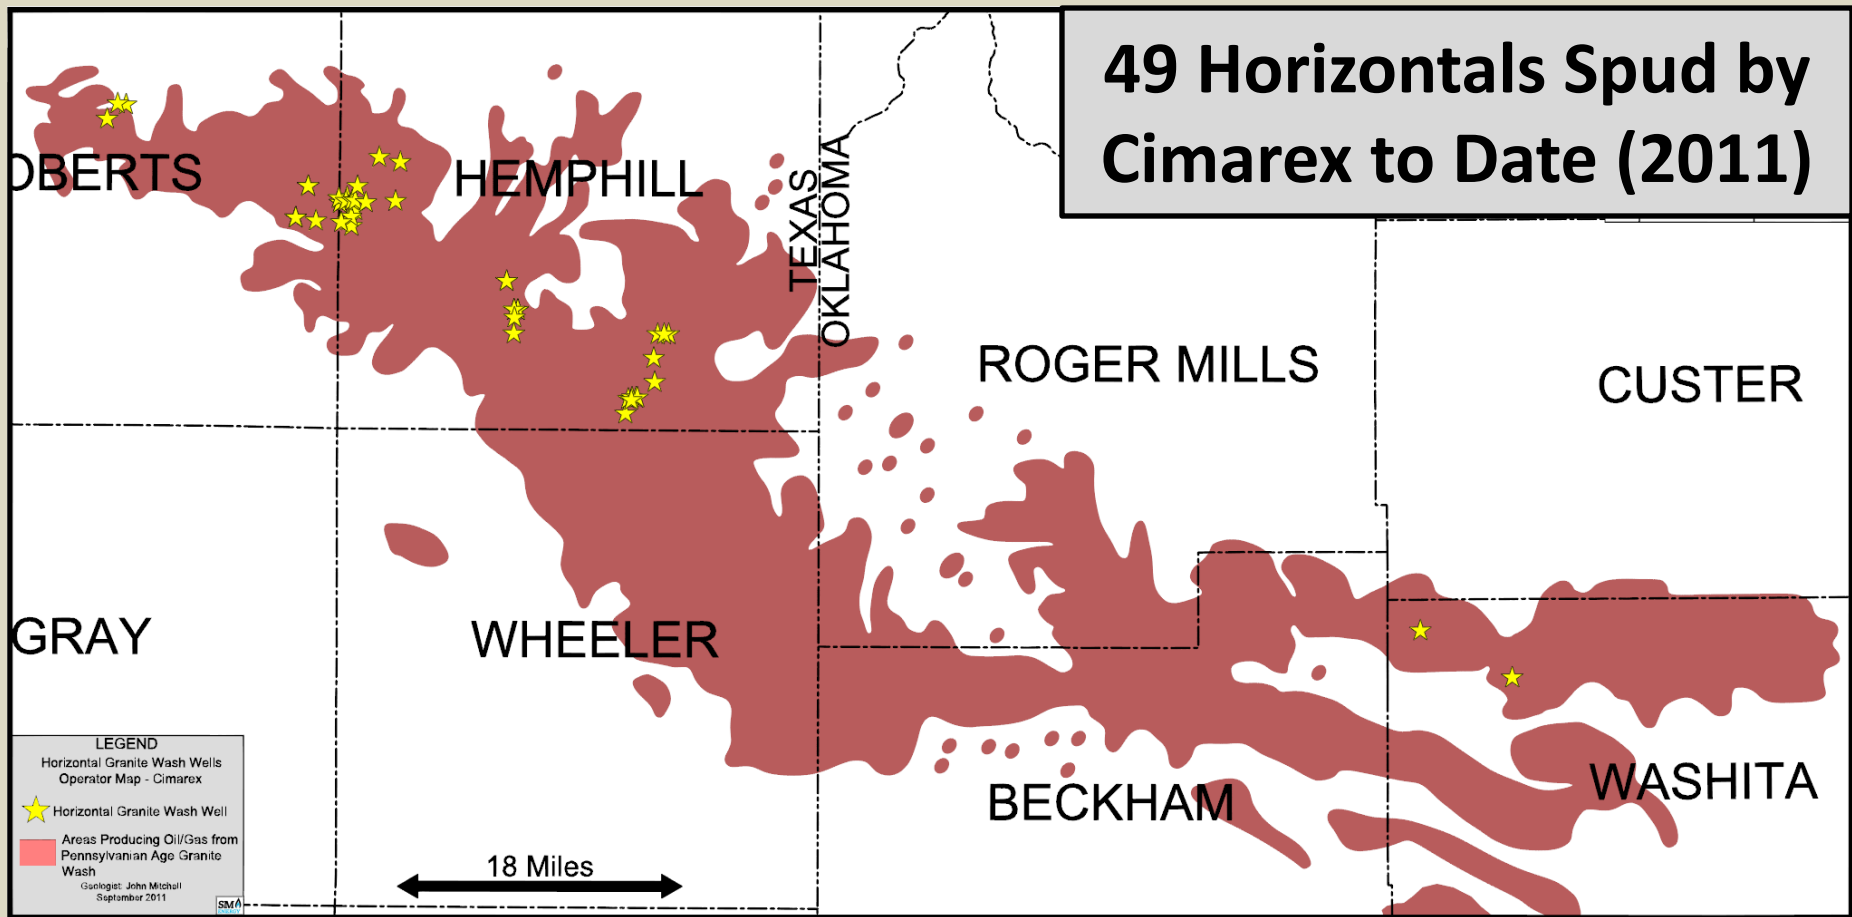 49 Horizontals Spud by
Cimarex to Date (2011)
OBERTS
HEMPHILL
TEXAS
OKLAHOMA
ROGER MILLS
CUSTER
GRAY
WHEELER
BECKHAM
WASHITA
18 Miles
LEGEND
Horizontal Granite Wash Wells
Operator Map - Cimarex
Horizontal Granite Wash Well
Areas Producing Oil/Gas from
Pennsylvanian Age Granite
Wash
Geologist: John Mitchell
September 2011
SM
ENERGY